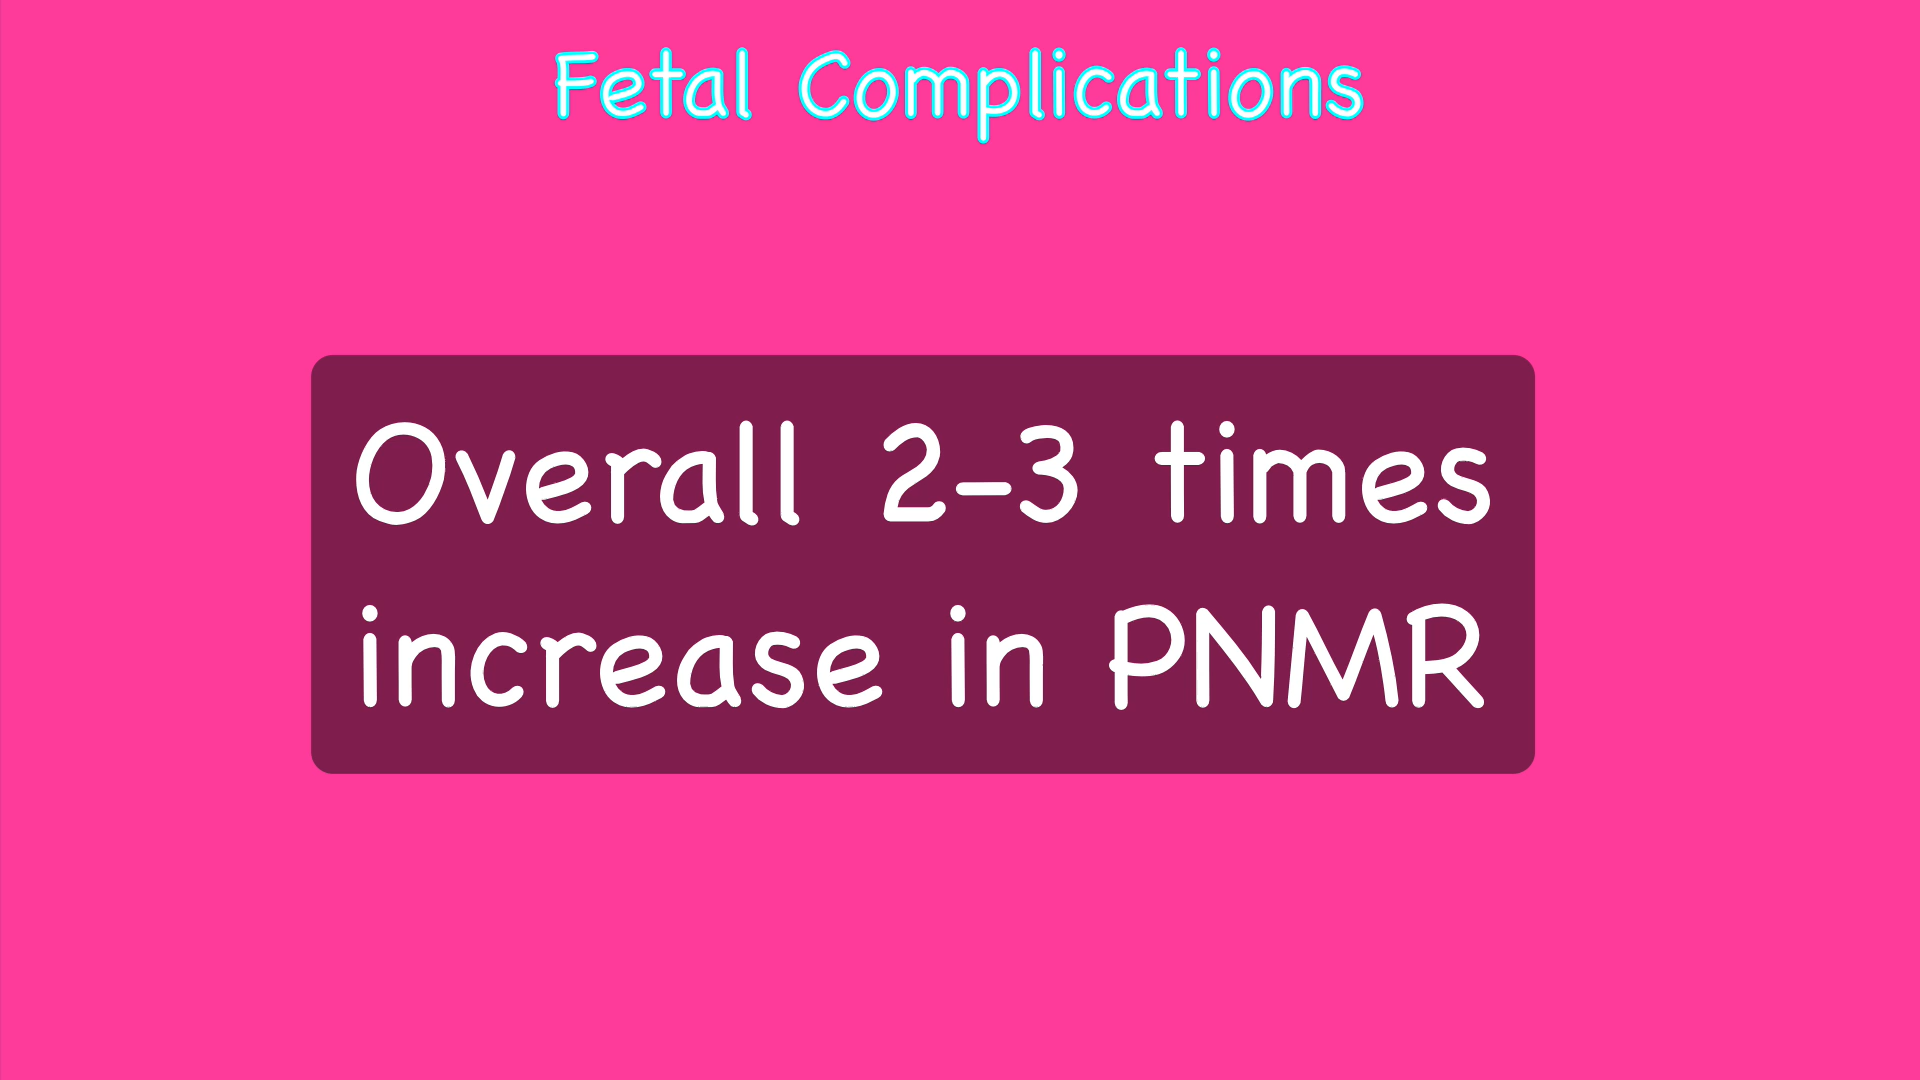 Fetal Complications
Overall 2-3 times
increase in PNMR